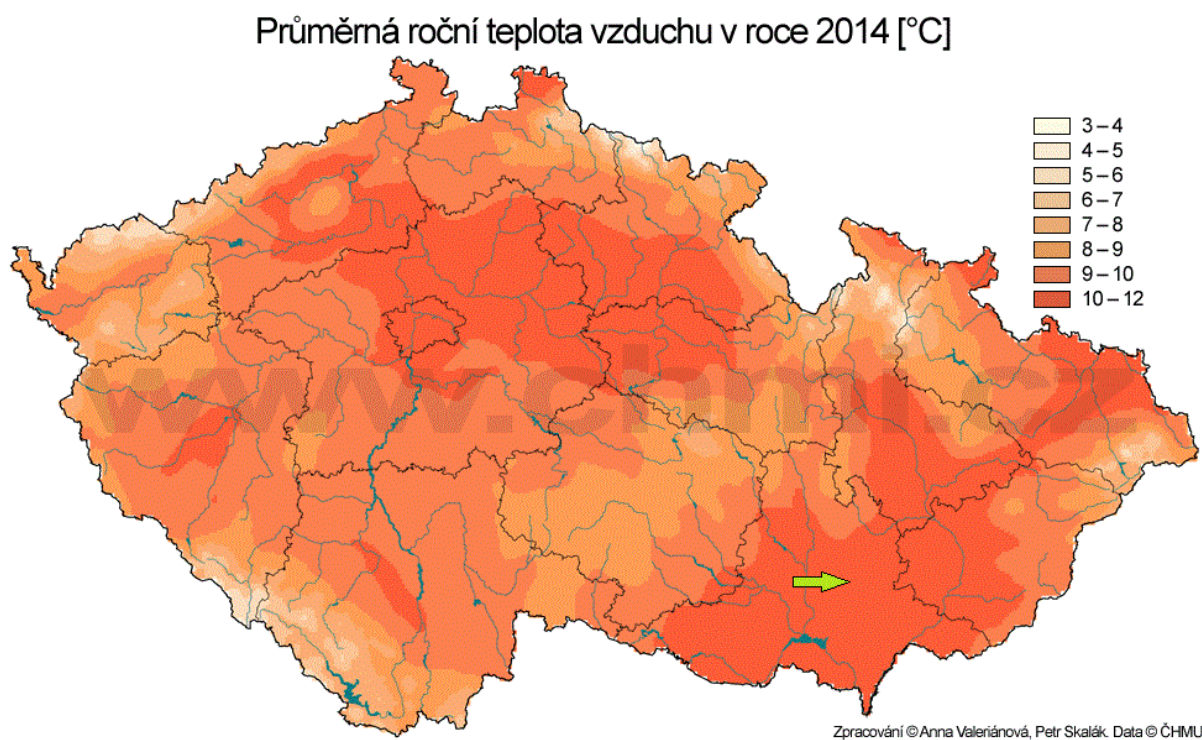 Průměrná roční teplota vzduchu v roce 2014 [°C]
3 – 4
4 – 5
5 – 6
6 – 7
7 – 8
8 – 9
9 – 10
10 – 12
www.chmi.cz
Zpracování © Anna Valeriánová, Petr Skalák. Data © ČHMÚ